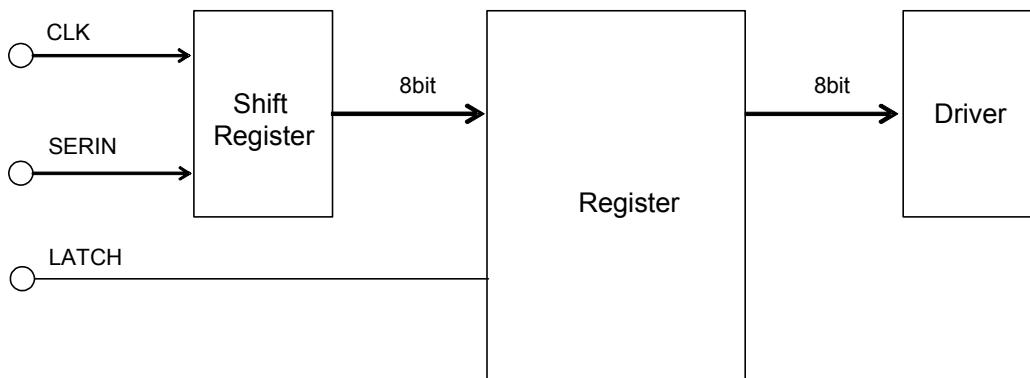 CLK
8bit
8bit
Shift
Register
Driver
SERIN
Register
LATCH